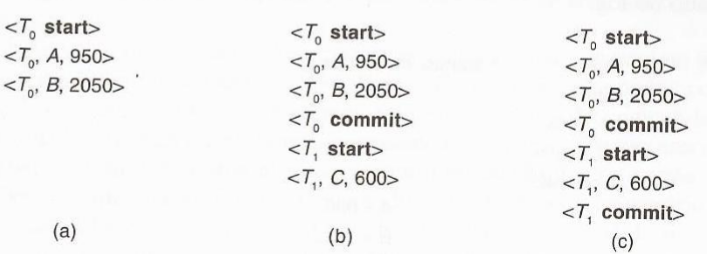 <T₀ start>
<T₀, A, 950>
<T₀, B, 2050>
(a)
<T₀ start>
<T₀, A, 950>
<T₀, B, 2050>
<T₀ commit>
<T₁ start>
<T₁, C, 600>
(b)
<T₀ start>
<T₀, A, 950>
<T₀, B, 2050>
<T₀ commit>
<T₁ start>
<T₁, C, 600>
<T₁ commit>
(c)